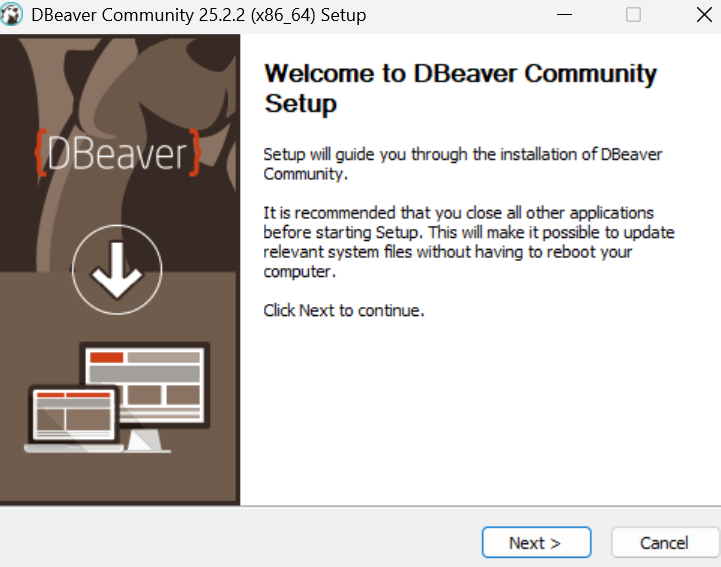 DBeaver Community 25.2.2 (x86_64) Setup
{DBeaver}
Welcome to DBeaver Community
Setup
Setup will guide you through the installation of DBeaver
Community.
It is recommended that you close all other applications
before starting Setup. This will make it possible to update
relevant system files without having to reboot your
computer.
Click Next to continue.
Next >
Cancel